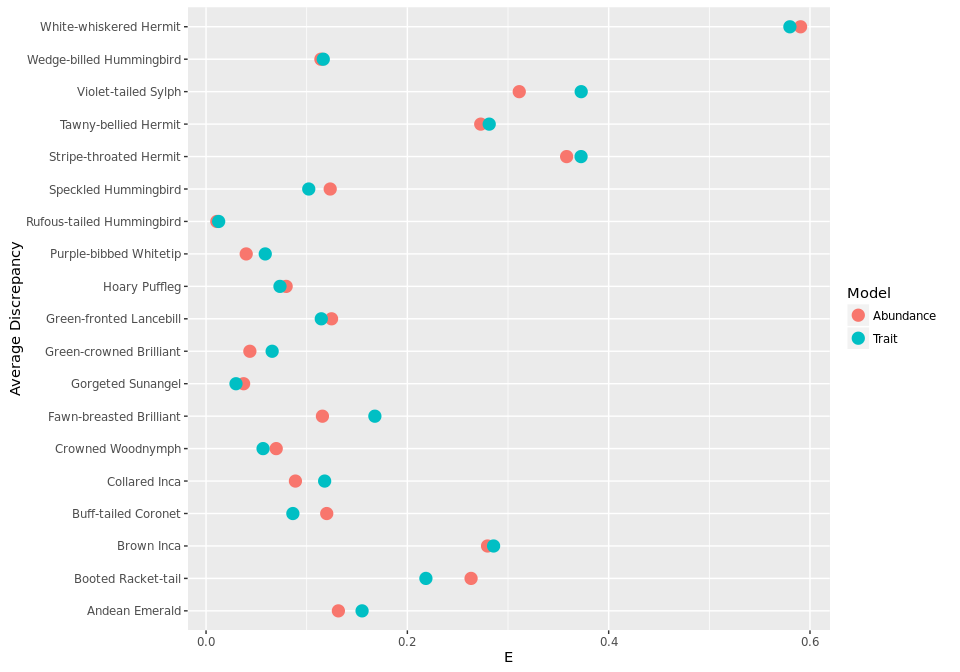 White-whiskered Hermit
Wedge-billed Hummingbird
Violet-tailed Sylph
Tawny-bellied Hermit
Stripe-throated Hermit
Speckled Hummingbird
Rufous-tailed Hummingbird
Purple-bibbed Whitetip
Hoary Puffleg
Green-fronted Lancebill
Green-crowned Brilliant
Gorgeted Sunangel
Fawn-breasted Brilliant
Crowned Woodnymph
Collared Inca
Buff-tailed Coronet
Brown Inca
Booted Racket-tail
Andean Emerald
Average Discrepancy
0.0 0.2 0.4 0.6
E
Model
Abundance
Trait